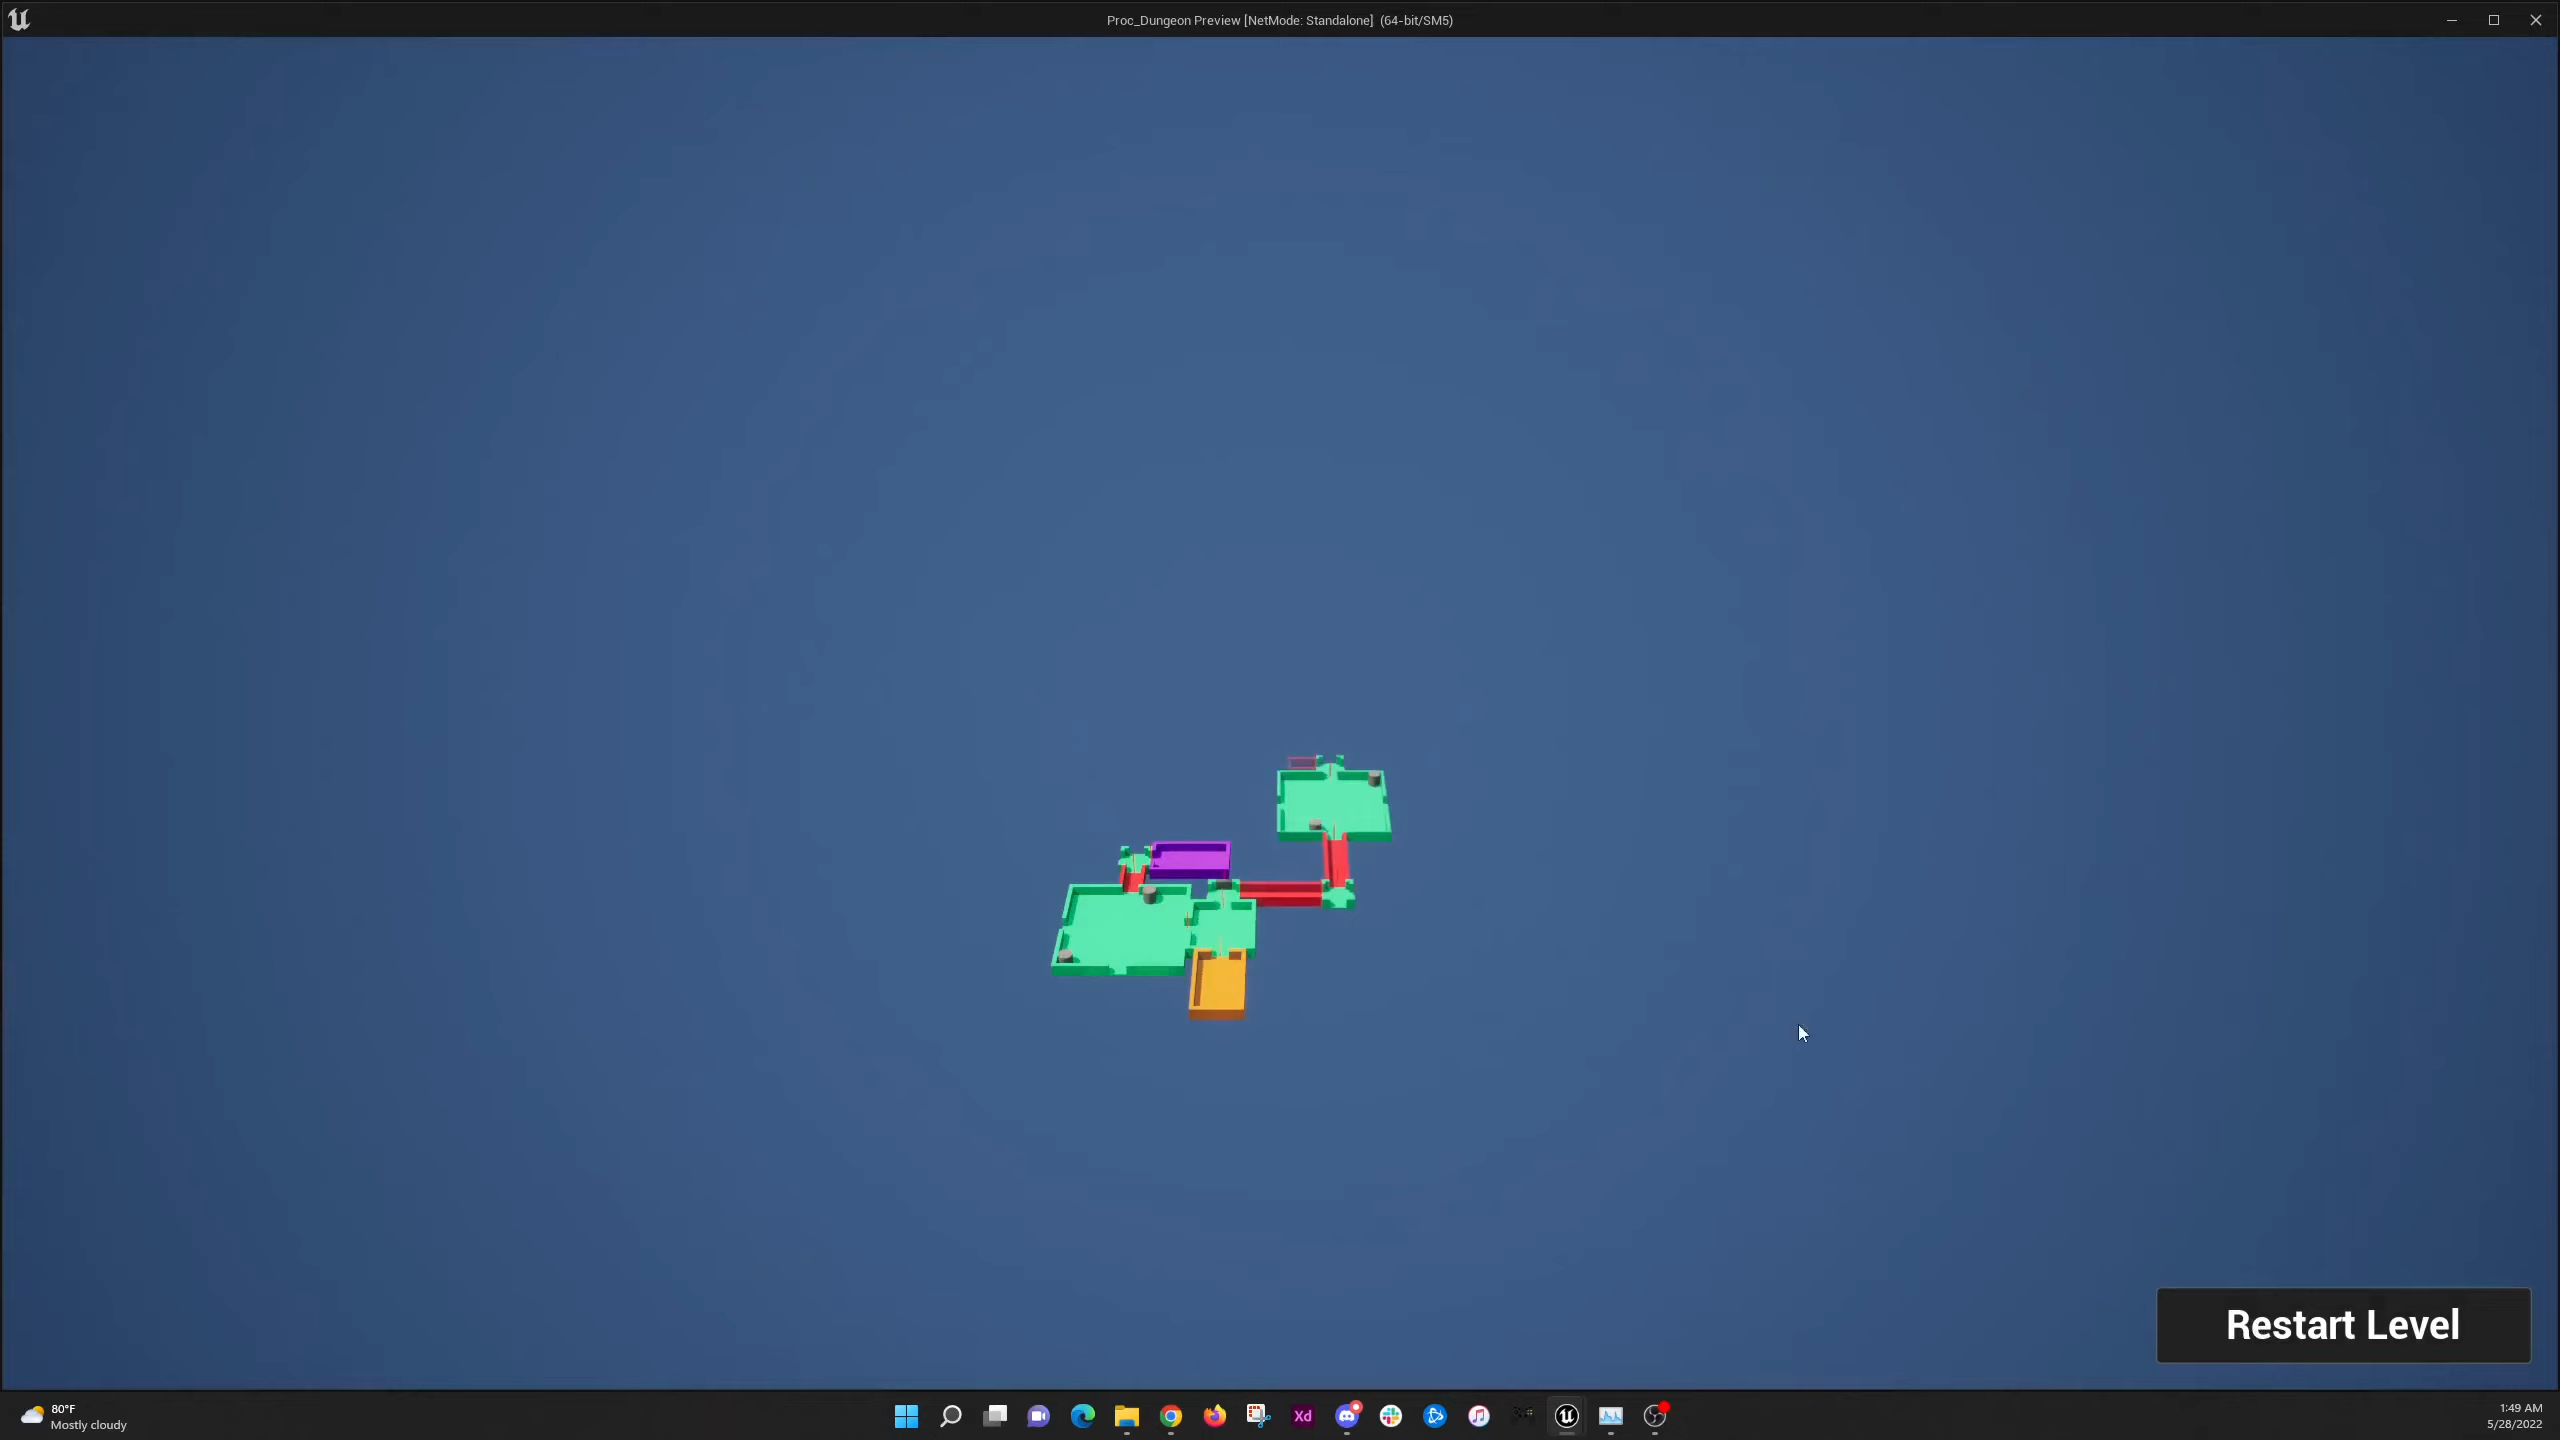 Proc_Dungeon Preview [NetMode: Standalone] (64-bit/SM5)
Restart Level
80°F
Mostly cloudy
Xd
1:49 AM
5/28/2022